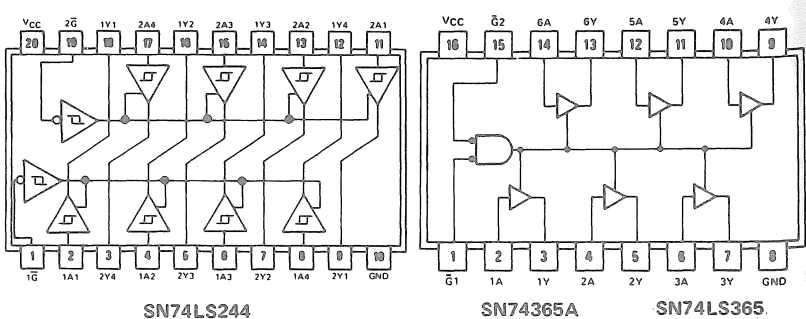 VCC 2G̅ 1Y1 2A4 1Y2 2A3 1Y3 2A2 1Y4 2A1
20 19 18 17 16 15 14 13 12 11
1 2 3 4 5 6 7 8 9 10
1G̅ 1A1 2Y4 1A2 2Y3 1A3 2Y2 1A4 2Y1 GND
SN74LS244
VCC G̅2 6A 6Y 5A 5Y 4A 4Y
16 15 14 13 12 11 10 9
1 2 3 4 5 6 7 8
G̅1 1A 1Y 2A 2Y 3A 3Y GND
SN74365A SN74LS365